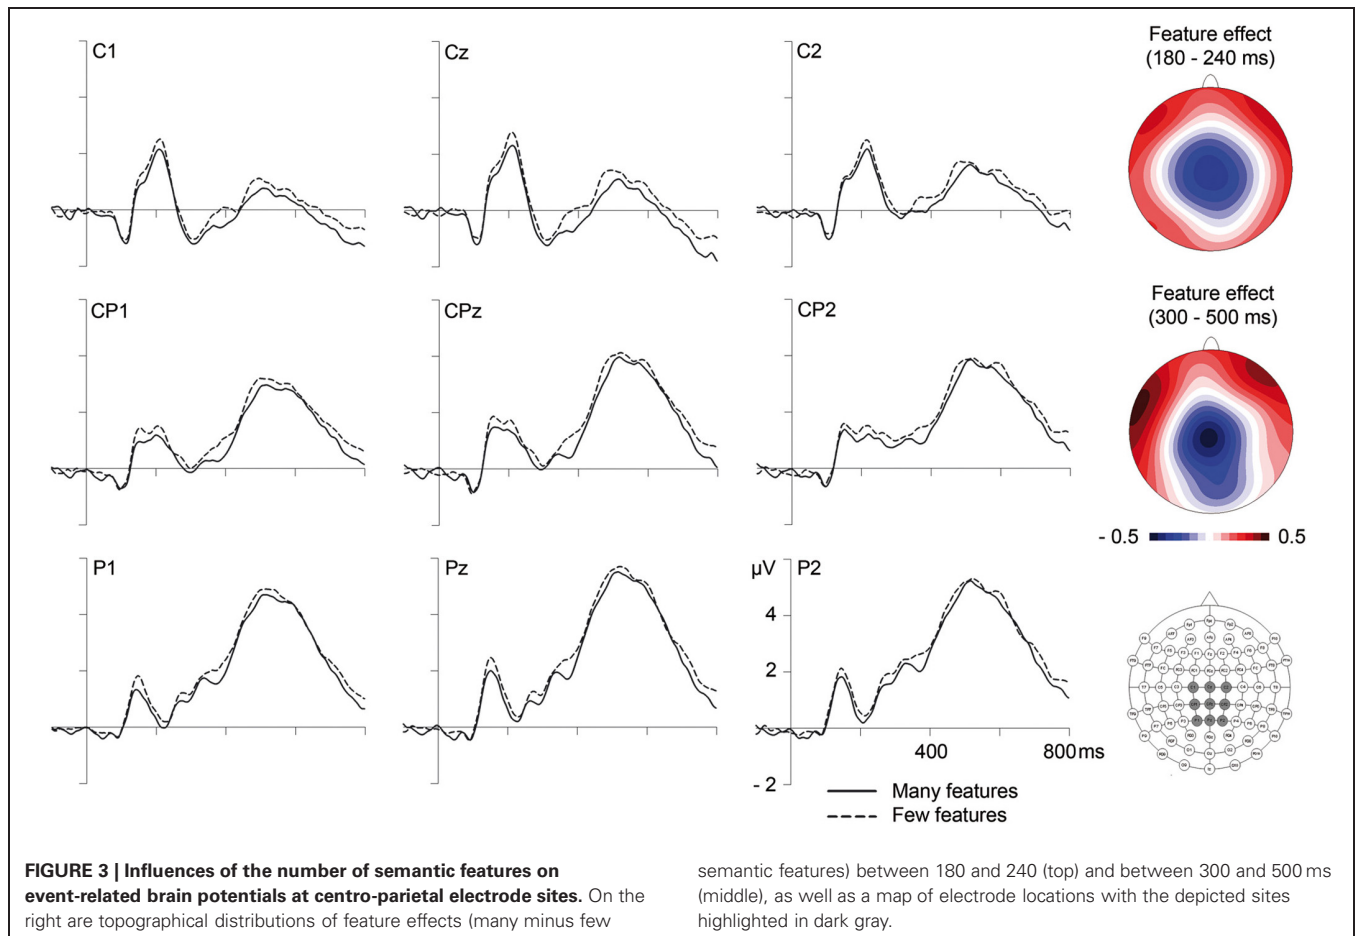 C1
Cz
C2
Feature effect
(180 - 240 ms)
CP1
CPz
CP2
Feature effect
(300 - 500 ms)
- 0.5
0.5
P1
Pz
µV
P2
4
2
400
800 ms
- 2
Many features
Few features
FIGURE 3 | Influences of the number of semantic features on
event-related brain potentials at centro-parietal electrode sites. On the
right are topographical distributions of feature effects (many minus few
semantic features) between 180 and 240 (top) and between 300 and 500 ms
(middle), as well as a map of electrode locations with the depicted sites
highlighted in dark gray.